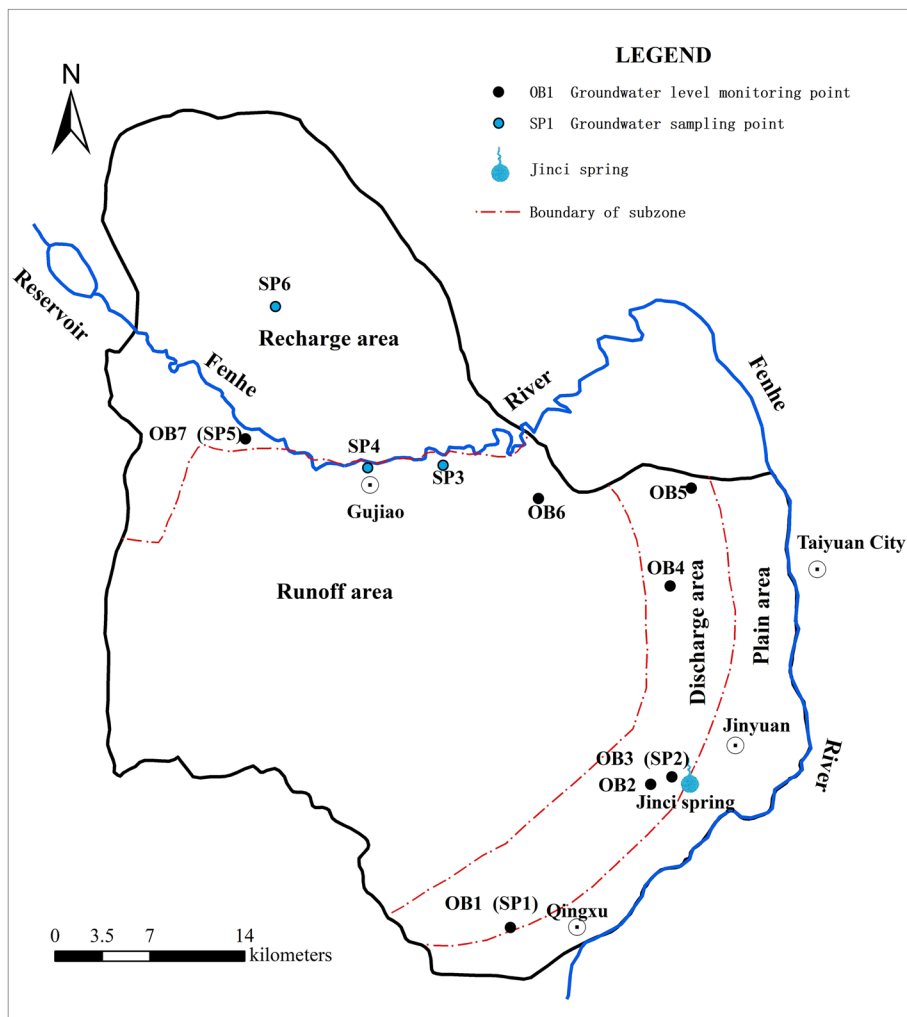 LEGEND
N
OB1 Groundwater level monitoring point
SP1 Groundwater sampling point
Jinci spring
Boundary of subzone
Reservoir
SP6
Recharge area
Fenhe
River
Fenhe
OB7 (SP5)
SP4
SP3
Gujiao
OB6
OB5
Taiyuan City
OB4
Runoff area
Discharge area
Plain area
Jinyuan
River
OB3 (SP2)
OB2
Jinci spring
OB1 (SP1)
Qingxu
0 3.5 7 14
kilometers